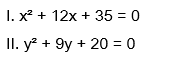 I. x² + 12x + 35 = 0
II. y² + 9y + 20 = 0